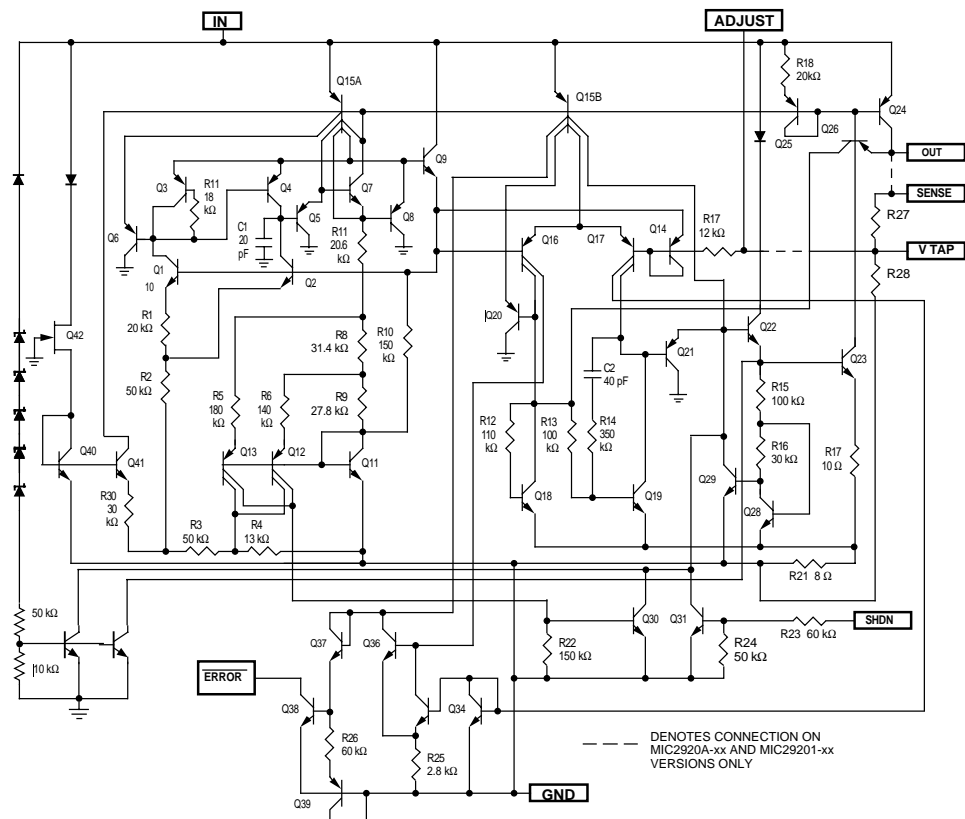 IN
ADJUST
Q15A
Q15B
R18
20kΩ
Q24
Q25
Q26
OUT
SENSE
V TAP
R27
R28
Q3
R11
18
kΩ
Q4
Q9
Q7
Q5
Q8
Q6
C1
20
pF
R11
20.6
kΩ
Q1
10
Q2
Q16
Q17
Q14
R17
12 kΩ
Q42
R1
20 kΩ
R2
50 kΩ
R8
31.4 kΩ
R10
150
kΩ
Q20
Q21
Q22
Q23
C2
40 pF
R5
180
kΩ
R6
140
kΩ
R9
27.8 kΩ
R12
110
kΩ
R13
100
kΩ
R14
350
kΩ
R15
100 kΩ
R16
30 kΩ
R17
10 Ω
Q40
Q41
Q13
Q12
Q11
Q18
Q19
Q29
Q28
R30
30
kΩ
R3
50 kΩ
R4
13 kΩ
R21 8 Ω
50 kΩ
10 kΩ
Q37
Q36
R22
150 kΩ
Q30
Q31
R24
50 kΩ
R23 60 kΩ
SHDN
ERROR
Q38
Q34
R26
60 kΩ
R25
2.8 kΩ
Q39
GND
DENOTES CONNECTION ON
MIC2920A-xx AND MIC29201-xx
VERSIONS ONLY